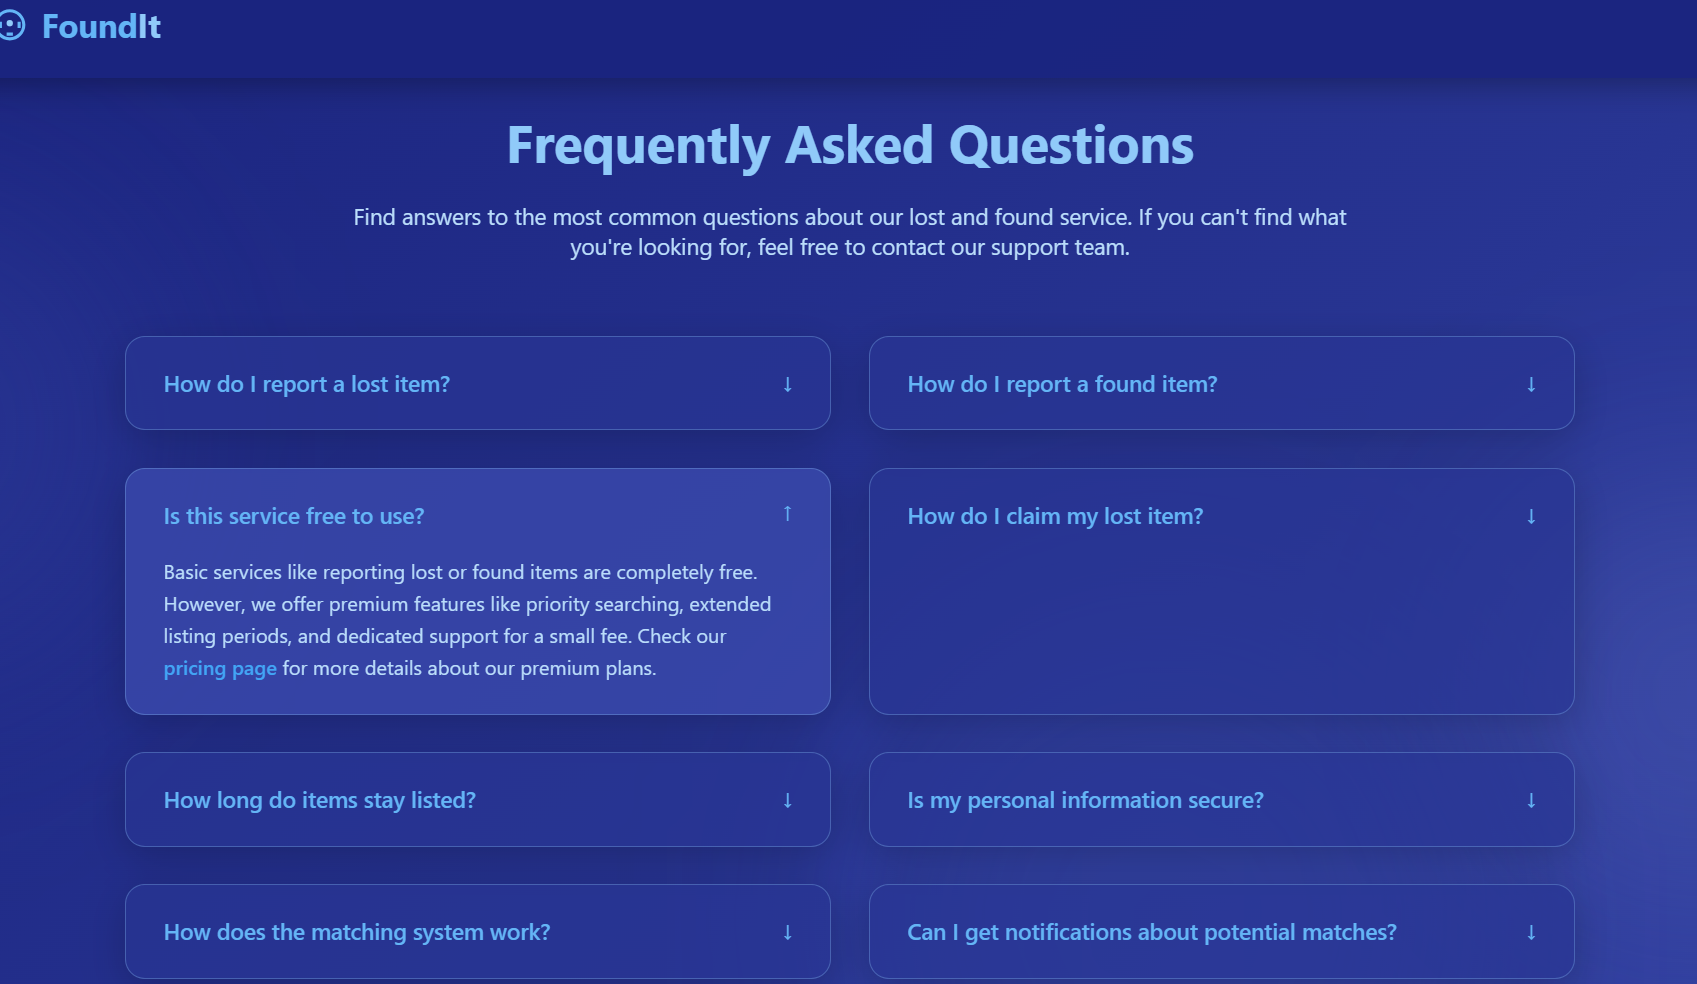 FoundIt
Frequently Asked Questions
Find answers to the most common questions about our lost and found service. If you can't find what
you're looking for, feel free to contact our support team.
How do I report a lost item? ↓
How do I report a found item? ↓
Is this service free to use? ↑
Basic services like reporting lost or found items are completely free.
However, we offer premium features like priority searching, extended
listing periods, and dedicated support for a small fee. Check our
pricing page for more details about our premium plans.
How do I claim my lost item? ↓
How long do items stay listed? ↓
Is my personal information secure? ↓
How does the matching system work? ↓
Can I get notifications about potential matches? ↓